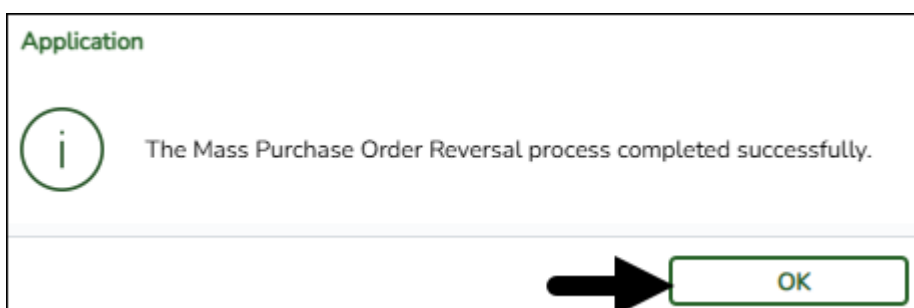 Application
i
The Mass Purchase Order Reversal process completed successfully.
OK